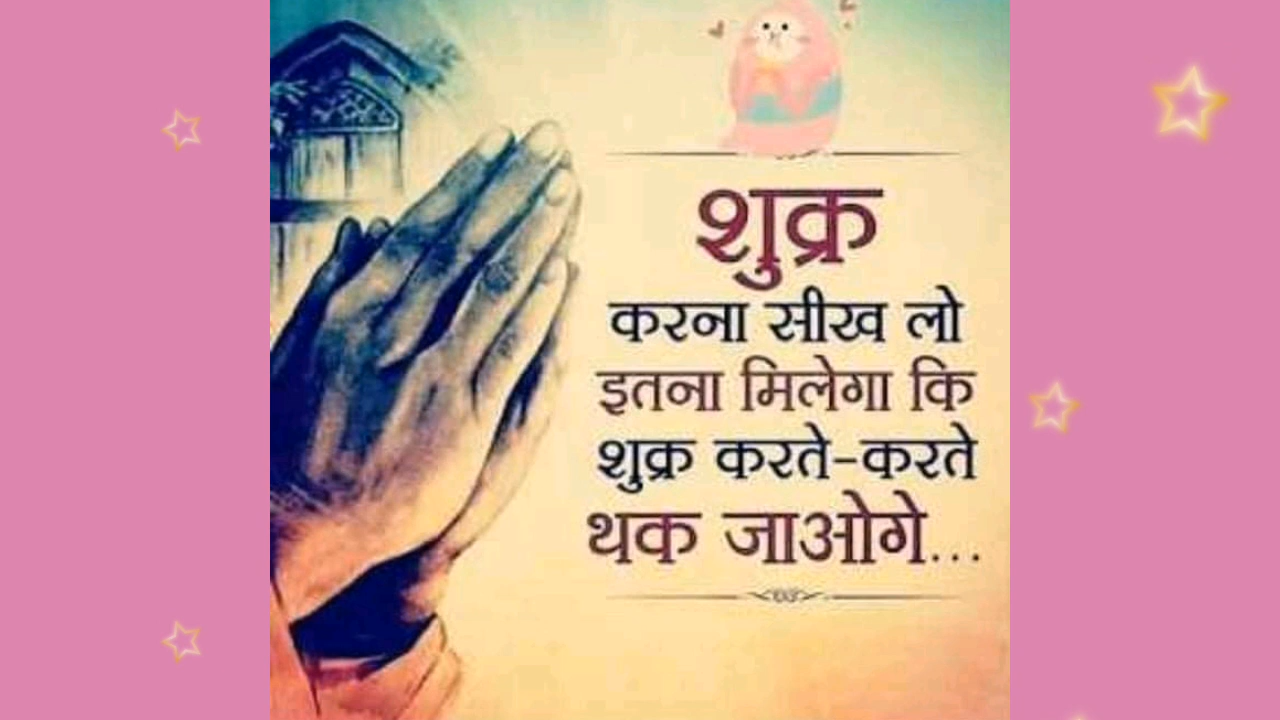 शुक्र
करना सीख लो
इतना मिलेगा कि
शुक्र करते-करते
थक जाओगे...